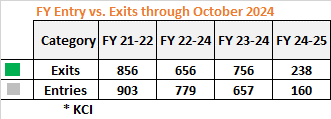 FY Entry vs. Exits through October 2024
Category FY 21-22 FY 22-24 FY 23-24 FY 24-25
Exits 856 656 756 238
Entries 903 779 657 160
* KCI